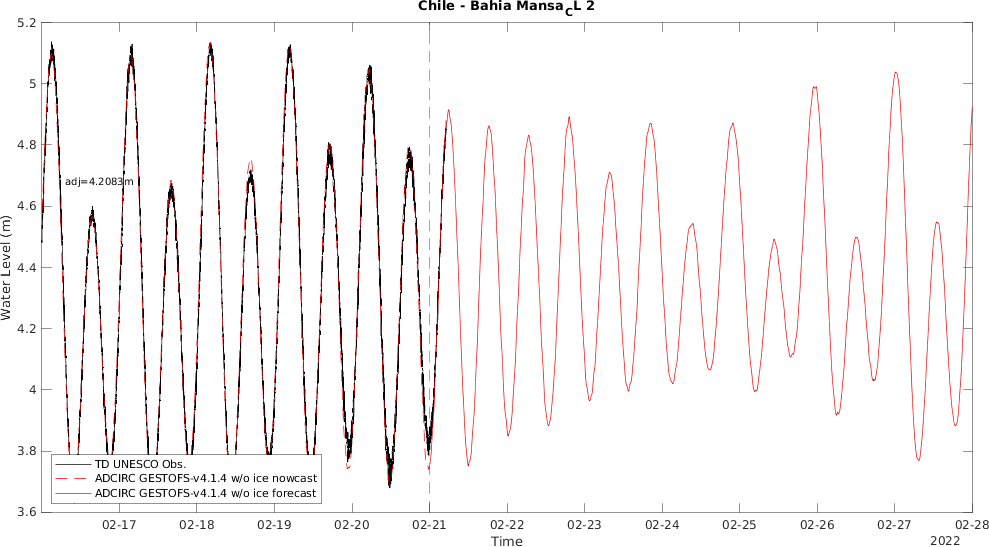 Chile - Bahia MansaCL 2
5.2
5
4.8
4.6
4.4
4.2
4
3.8
3.6
Water Level (m)
adj=4.2083m
TD UNESCO Obs.
ADCIRC GESTOFS-v4.1.4 w/o ice nowcast
ADCIRC GESTOFS-v4.1.4 w/o ice forecast
02-17 02-18 02-19 02-20 02-21 02-22 02-23 02-24 02-25 02-26 02-27 02-28
Time
2022